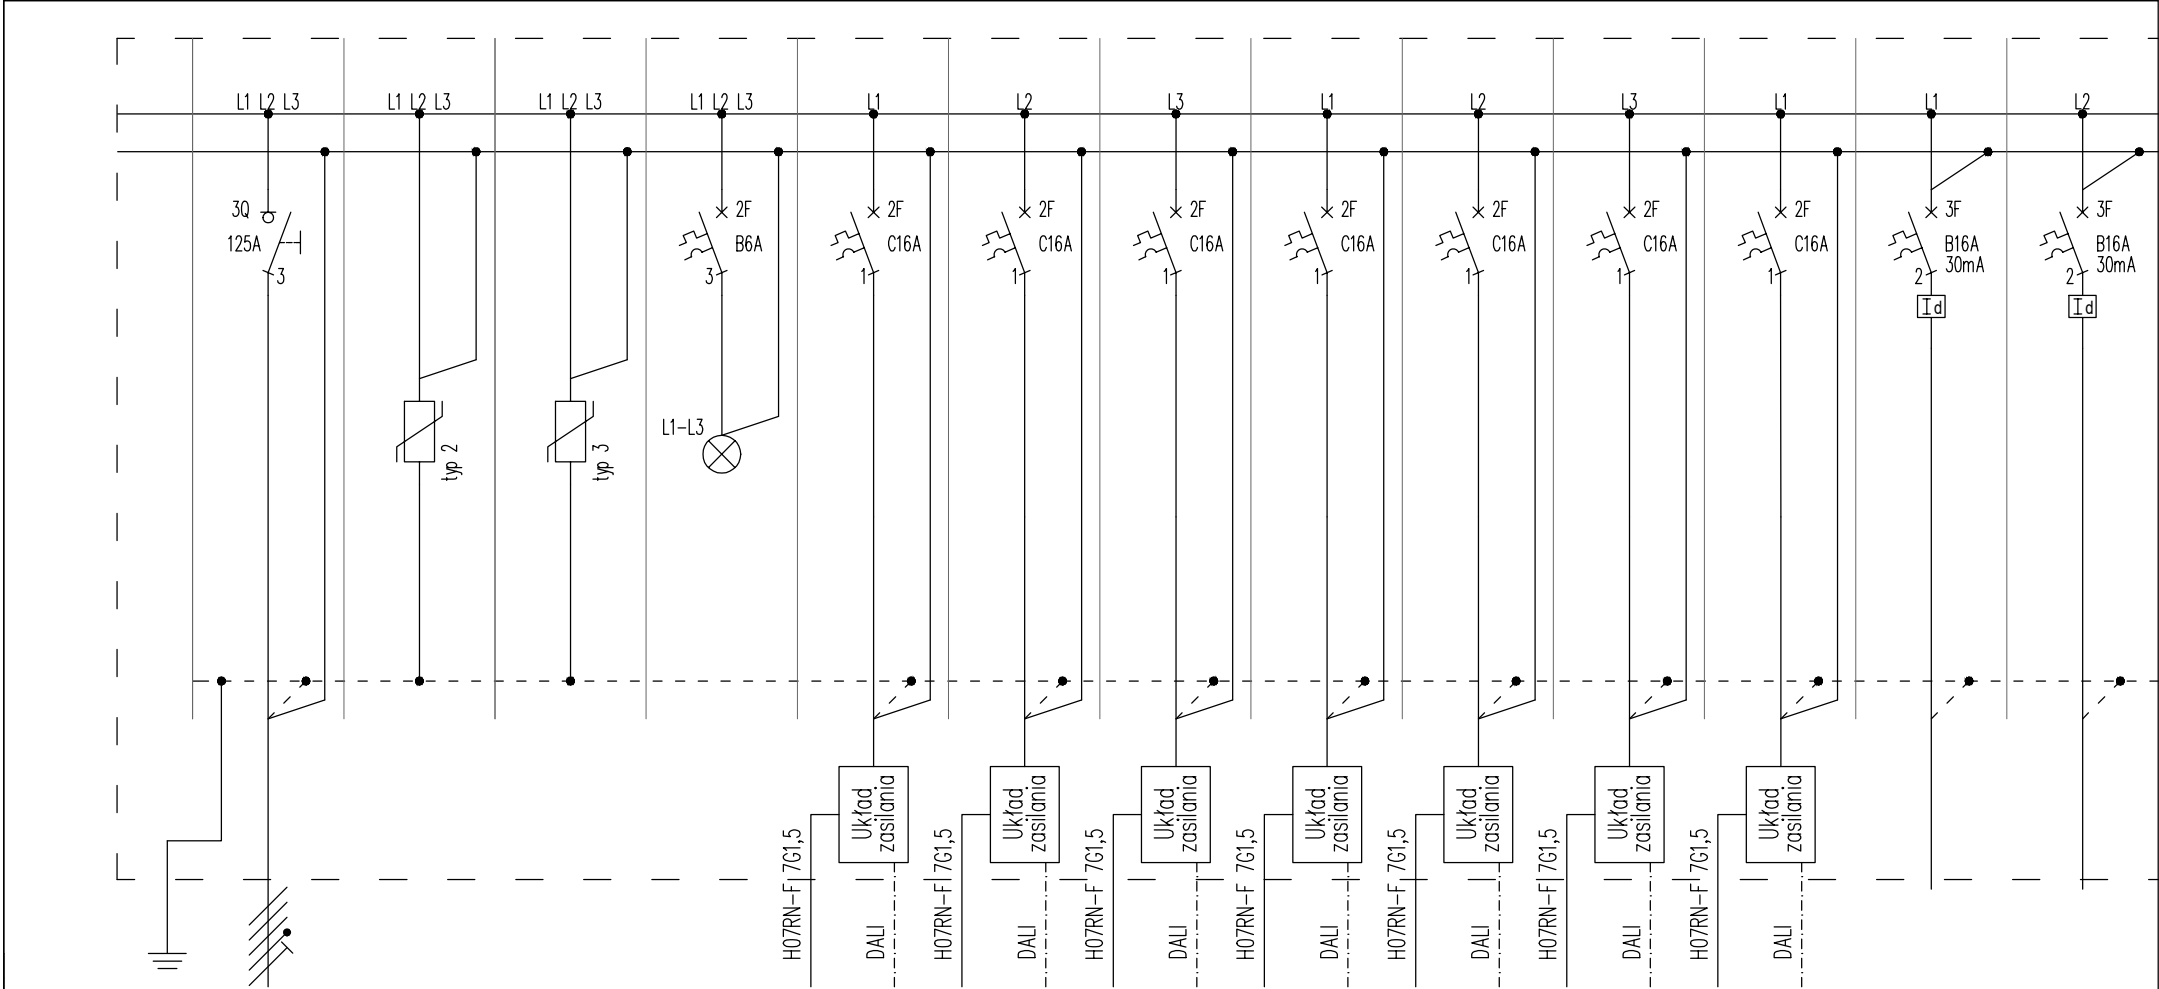 L1 L2 L3
L1 L2 L3
L1 L2 L3
L1 L2 L3
L1
L2
L3
L1
L2
L3
L1
L1
L2
3Q
125A
3
2F
B6A
3
2F
C16A
1
2F
C16A
1
2F
C16A
1
2F
C16A
1
2F
C16A
1
2F
C16A
1
2F
C16A
1
3F
B16A
30mA
2
Id
3F
B16A
30mA
2
Id
typ 2
typ 3
L1-L3
Układ
zasilania
H07RN-F 7G1,5
DALI
Układ
zasilania
H07RN-F 7G1,5
DALI
Układ
zasilania
H07RN-F 7G1,5
DALI
Układ
zasilania
H07RN-F 7G1,5
DALI
Układ
zasilania
H07RN-F 7G1,5
DALI
Układ
zasilania
H07RN-F 7G1,5
DALI
Układ
zasilania
H07RN-F 7G1,5
DALI